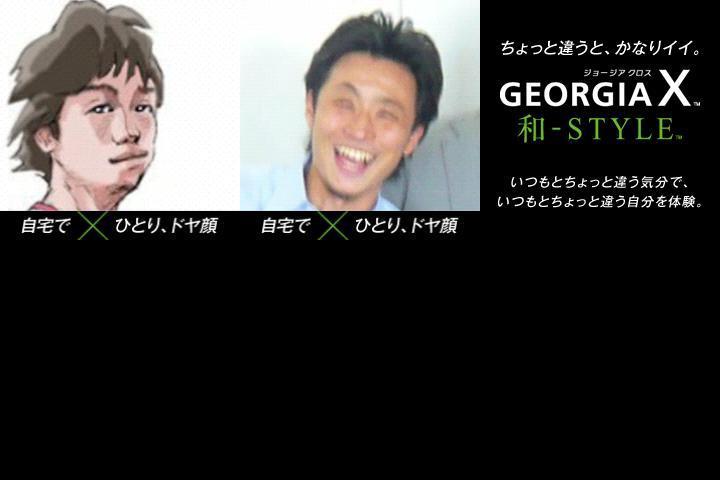 自宅で×ひとり、ドヤ顔
自宅で×ひとり、ドヤ顔
ちょっと違うと、かなりイイ。
ジョージア クロス
GEORGIA X™
和-STYLE™
いつもとちょっと違う気分で、
いつもとちょっと違う自分を体験。